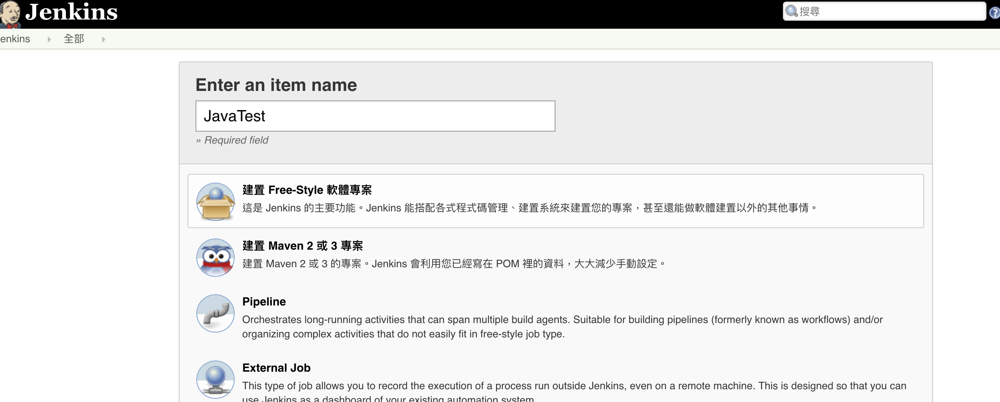 Jenkins
搜尋
enkins
全部
Enter an item name
JavaTest
» Required field
建置 Free-Style 軟體專案
這是 Jenkins 的主要功能。Jenkins 能搭配各式程式碼管理、建置系統來建置您的專案，甚至還能做軟體建置以外的其他事情。
建置 Maven 2 或 3 專案
建置 Maven 2 或 3 的專案。Jenkins 會利用您已經寫在 POM 裡的資料，大大減少手動設定。
Pipeline
Orchestrates long-running activities that can span multiple build agents. Suitable for building pipelines (formerly known as workflows) and/or
organizing complex activities that do not easily fit in free-style job type.
External Job
This type of job allows you to record the execution of a process run outside Jenkins, even on a remote machine. This is designed so that you can
use Jenkins as a dashboard of your existing automation system.